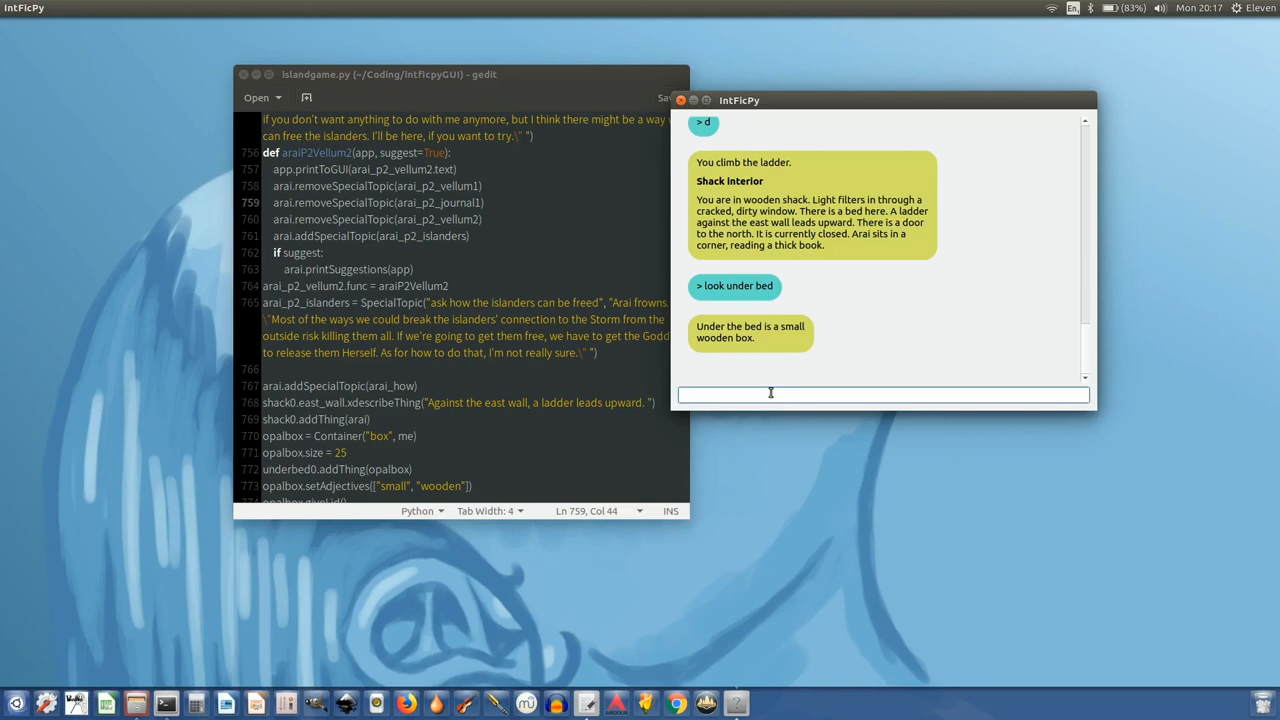 IntFicPy
En
(83%)
Mon 20:17
Eleven
islandgame.py (~/Coding/IntficpyGUI) - gedit
Open
if you don't want anything to do with me anymore, but I think there might be a way
can free the islanders. I'll be here, if you want to try.\" ")
756 def araiP2Vellum2(app, suggest=True):
757 app.printToGUI(arai_p2_vellum2.text)
758 arai.removeSpecialTopic(arai_p2_vellum1)
759 arai.removeSpecialTopic(arai_p2_journal1)
760 arai.removeSpecialTopic(arai_p2_vellum2)
761 arai.addSpecialTopic(arai_p2_islanders)
762 if suggest:
763 arai.printSuggestions(app)
764 arai_p2_vellum2.func = araiP2Vellum2
765 arai_p2_islanders = SpecialTopic("ask how the islanders can be freed", "Arai frowns.
\"Most of the ways we could break the islanders' connection to the Storm from the
outside risk killing them all. If we're going to get them free, we have to get the Godd
to release them Herself. As for how to do that, I'm not really sure.\" ")
766
767 arai.addSpecialTopic(arai_how)
768 shack0.east_wall.xdescribeThing("Against the east wall, a ladder leads upward. ")
769 shack0.addThing(arai)
770 opalbox = Container("box", me)
771 opalbox.size = 25
772 underbed0.addThing(opalbox)
773 opalbox.setAdjectives(["small", "wooden"])
Python
Tab Width: 4
Ln 759, Col 44
INS
IntFicPy
> d
You climb the ladder.
Shack interior
You are in wooden shack. Light filters in through a
cracked, dirty window. There is a bed here. A ladder
against the east wall leads upward. There is a door
to the north. It is currently closed. Arai sits in a
corner, reading a thick book.
> look under bed
Under the bed is a small
wooden box.